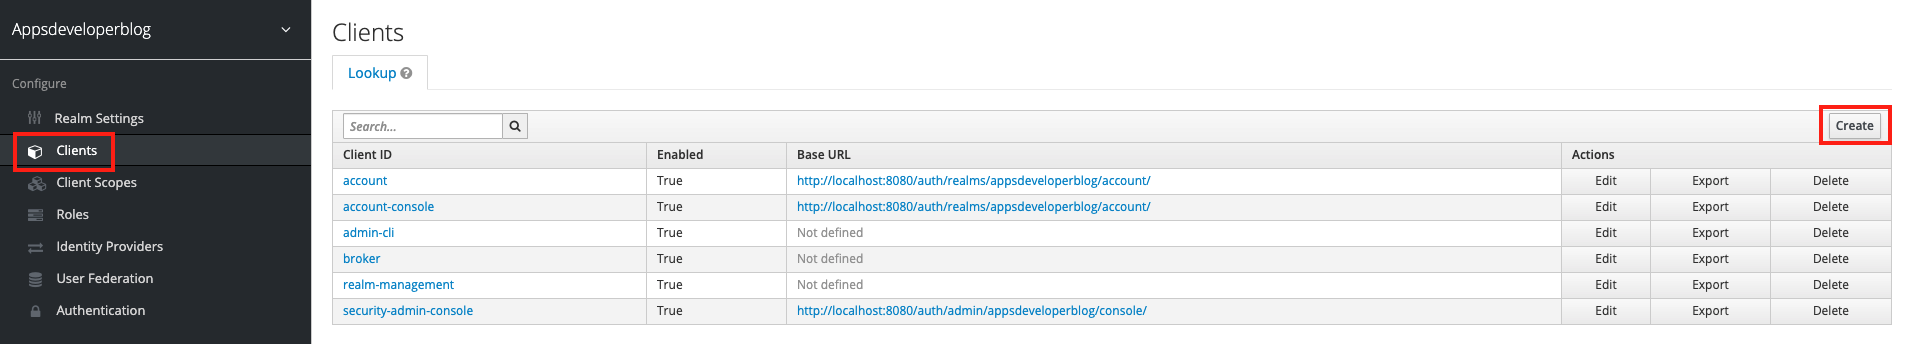 Appsdeveloperblog
Configure
Realm Settings
Clients
Client Scopes
Roles
Identity Providers
User Federation
Authentication
Clients
Lookup ?
Search...
Create
Client ID Enabled Base URL Actions
account True http://localhost:8080/auth/realms/appsdeveloperblog/account/ Edit Export Delete
account-console True http://localhost:8080/auth/realms/appsdeveloperblog/account/ Edit Export Delete
admin-cli True Not defined Edit Export Delete
broker True Not defined Edit Export Delete
realm-management True Not defined Edit Export Delete
security-admin-console True http://localhost:8080/auth/admin/appsdeveloperblog/console/ Edit Export Delete